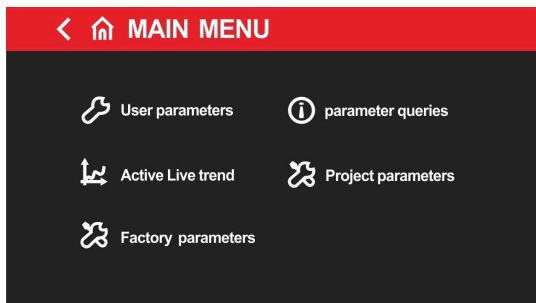 MAIN MENU
User parameters
parameter queries
Active Live trend
Project parameters
Factory parameters